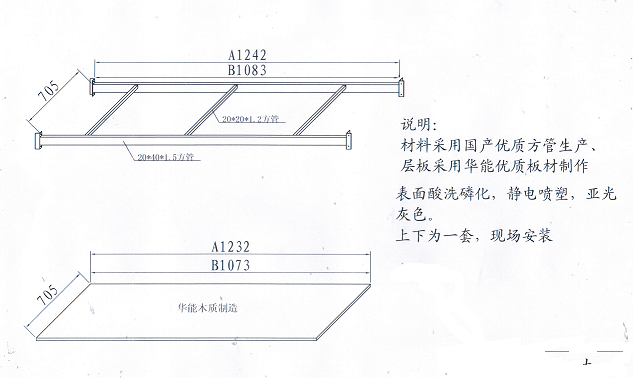 A1242
B1083
705
20*20*1.2方管
20*40*1.5方管
说明：
材料采用国产优质方管生产、
层板采用华能优质板材制作
表面酸洗磷化，静电喷塑，亚光
灰色。
上下为一套，现场安装
A1232
B1073
705
华能木质制造
上